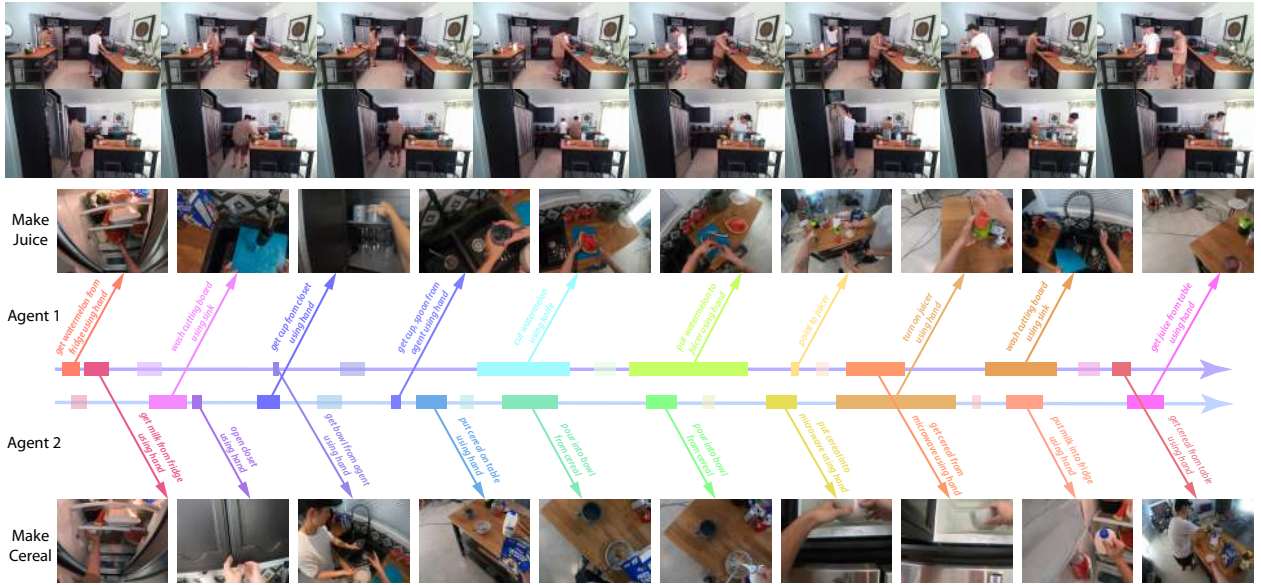 Make
Juice
Agent 1
get watermelon from
fridge using hand
wash cutting board
using sink
get cup from closet
using hand
get cup, spoon from
agent using hand
cut watermelon
using knife
put watermelon to
juicer using hand
point to juicer
turn on juicer
using hand
wash cutting board
using sink
get juice from table
using hand
Agent 2
get milk from fridge
using hand
open closet
using hand
get bowl from agent
using hand
put cereal on table
using hand
pour into bowl
from cereal
pour into bowl
from cereal
put cereal into
microwave using hand
get cereal from
microwave using hand
put milk into fridge
using hand
get cereal from table
using hand
Make
Cereal